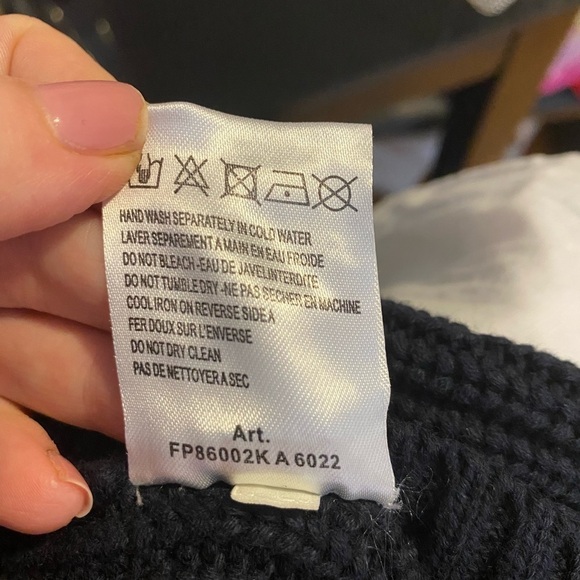 HAND WASH SEPARATELY IN COLD WATER
LAVER SEPAREMENT A MAIN EN EAU FROIDE
DO NOT BLEACH-EAU DE JAVEL INTERDITE
DO NOT TUMBLE DRY-NE PAS SECHER EN MACHINE
COOL IRON ON REVERSE SIDE A
FER DOUX SUR L'ENVERSE
DO NOT DRY CLEAN
PAS DE NETTOYER A SEC
Art.
FP86002K A 6022